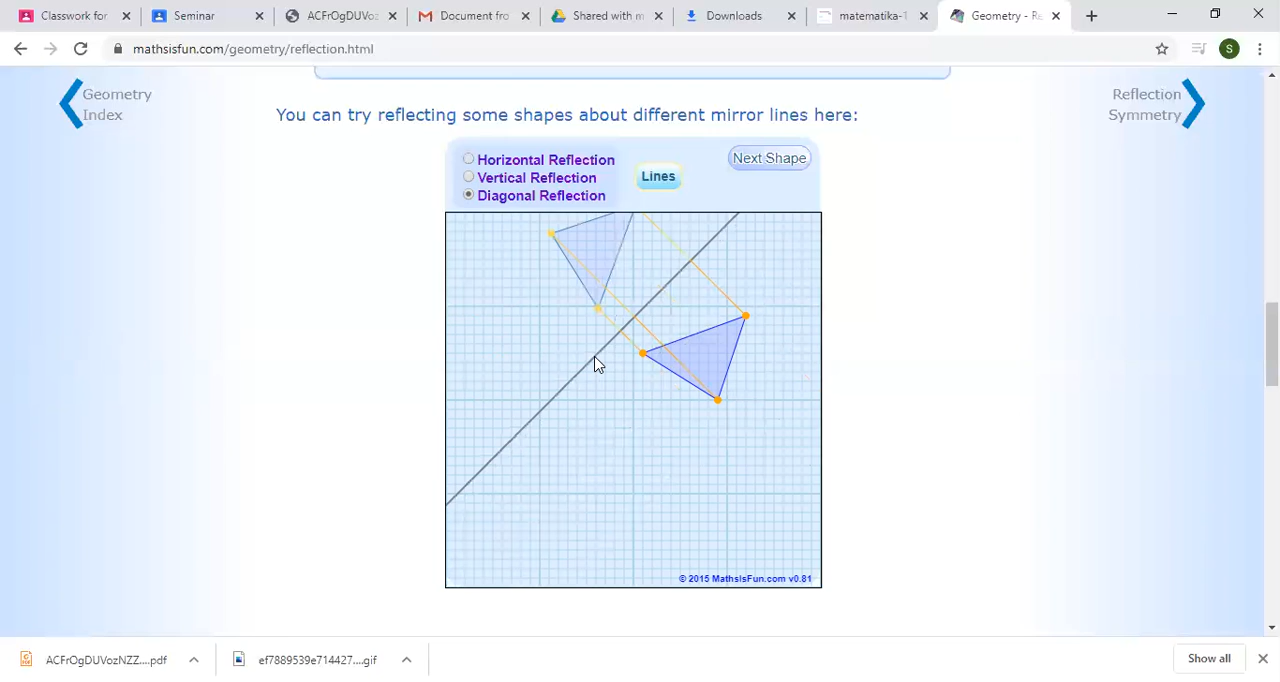 Classwork for
Seminar
ACFrOgDUVoz
Document fro
Shared with m
Downloads
matematika-1
Geometry - Re
mathsisfun.com/geometry/reflection.html
S
Geometry
Index
Reflection
Symmetry
You can try reflecting some shapes about different mirror lines here:
Horizontal Reflection
Vertical Reflection
Diagonal Reflection
Lines
Next Shape
© 2015 MathsIsFun.com v0.81
ACFrOgDUVozNZZ....pdf
ef7889539e714427....gif
Show all